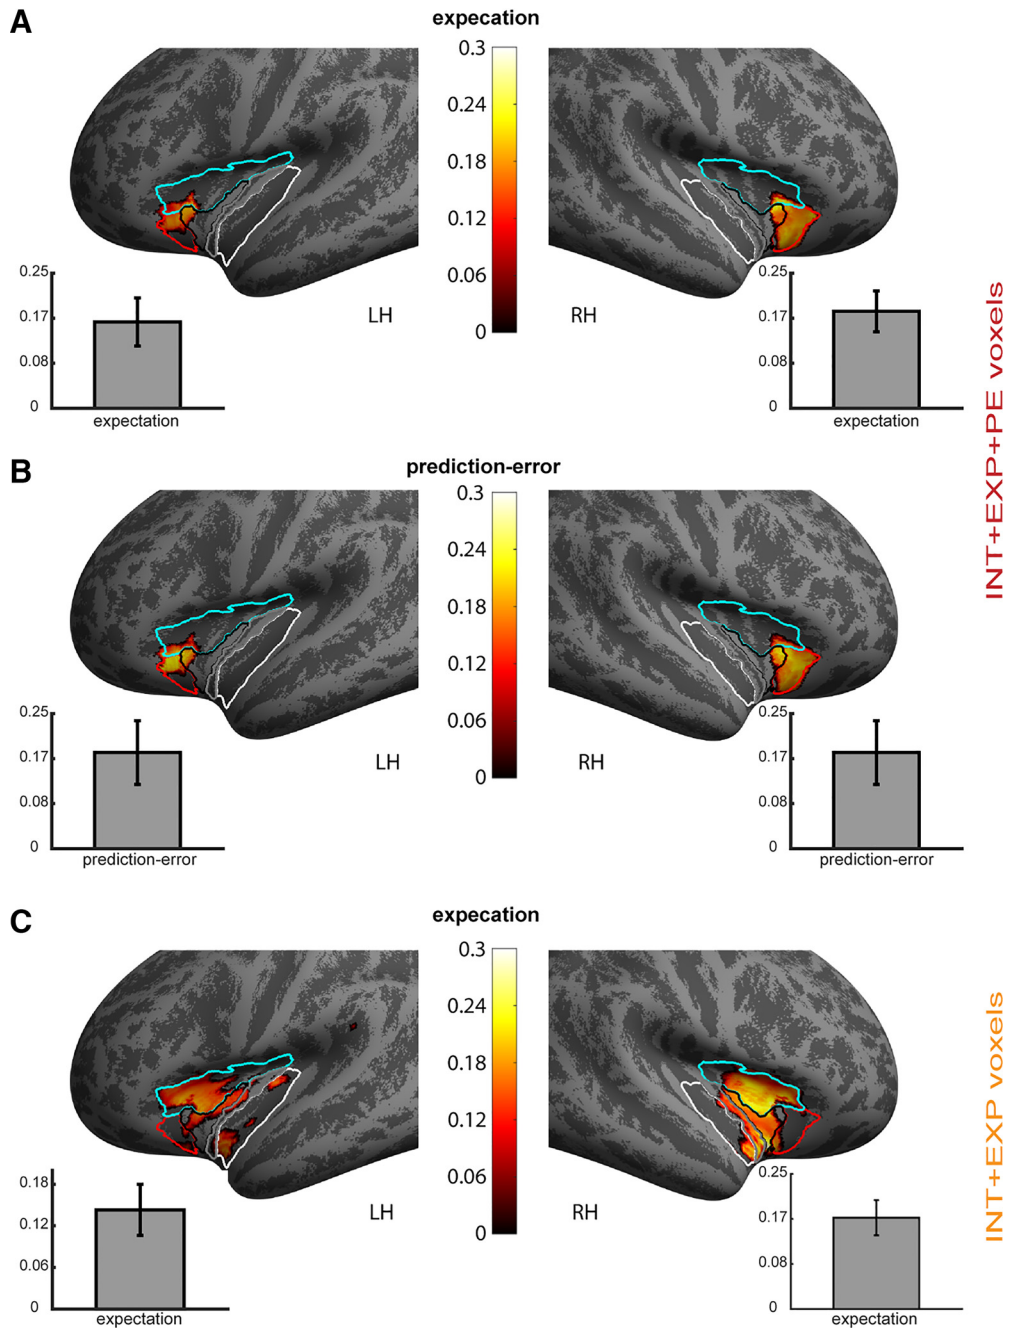 A
expecation
0.3
0.24
0.18
0.12
0.06
0
LH
RH
0.25
0.17
0.08
0
expectation
0.25
0.17
0.08
0
expectation
INT+EXP+PE voxels
B
prediction-error
0.3
0.24
0.18
0.12
0.06
0
LH
RH
0.25
0.17
0.08
0
prediction-error
0.25
0.17
0.08
0
prediction-error
C
expecation
0.3
0.24
0.18
0.12
0.06
0
LH
RH
0.18
0.12
0.06
0
expectation
0.25
0.17
0.08
0
expectation
INT+EXP voxels